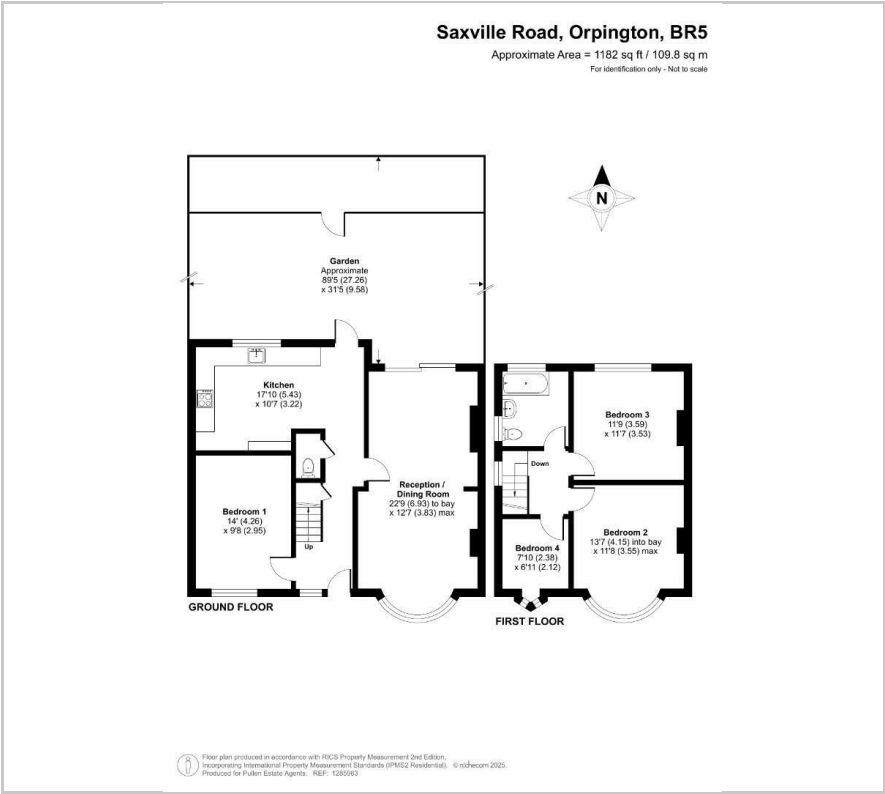 Saxville Road, Orpington, BR5
Approximate Area = 1182 sq ft / 109.8 sq m
For identification only - Not to scale
N
Garden
Approximate
89'5 (27.26)
x 31'5 (9.58)
Kitchen
17'10 (5.43)
x 10'7 (3.22)
Bedroom 3
11'9 (3.59)
x 11'7 (3.53)
Down
Reception /
Dining Room
22'9 (6.93) to bay
x 12'7 (3.83) max
Bedroom 1
14' (4.26)
x 9'8 (2.95)
Up
Bedroom 2
13'7 (4.15) into bay
x 11'8 (3.55) max
Bedroom 4
7'10 (2.38)
x 6'11 (2.12)
GROUND FLOOR
FIRST FLOOR
Floor plan produced in accordance with RICS Property Measurement 2nd Edition,
Incorporating International Property Measurement Standards (IPMS2 Residential). © nichecom 2025.
Produced for Pullen Estate Agents. REF: 1285963